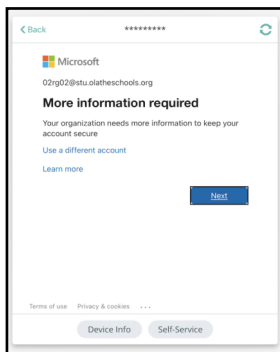 Back
*********
Microsoft
02rg02@stu.olatheschools.org
More information required
Your organization needs more information to keep your
account secure
Use a different account
Learn more
Next
Terms of use Privacy & cookies ...
Device Info Self-Service